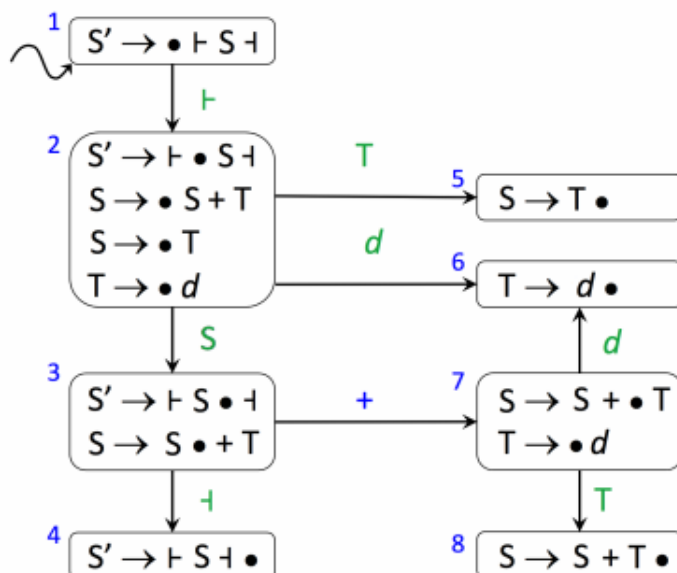 1
S' → • ⊢ S ⊣
⊢
2
S' → ⊢ • S ⊣
S → • S + T
S → • T
T → • d
T
5
S → T •
d
6
T → d •
S
d
3
S' → ⊢ S • ⊣
S → S • + T
+
7
S → S + • T
T → • d
⊣
T
4
S' → ⊢ S ⊣ •
8
S → S + T •